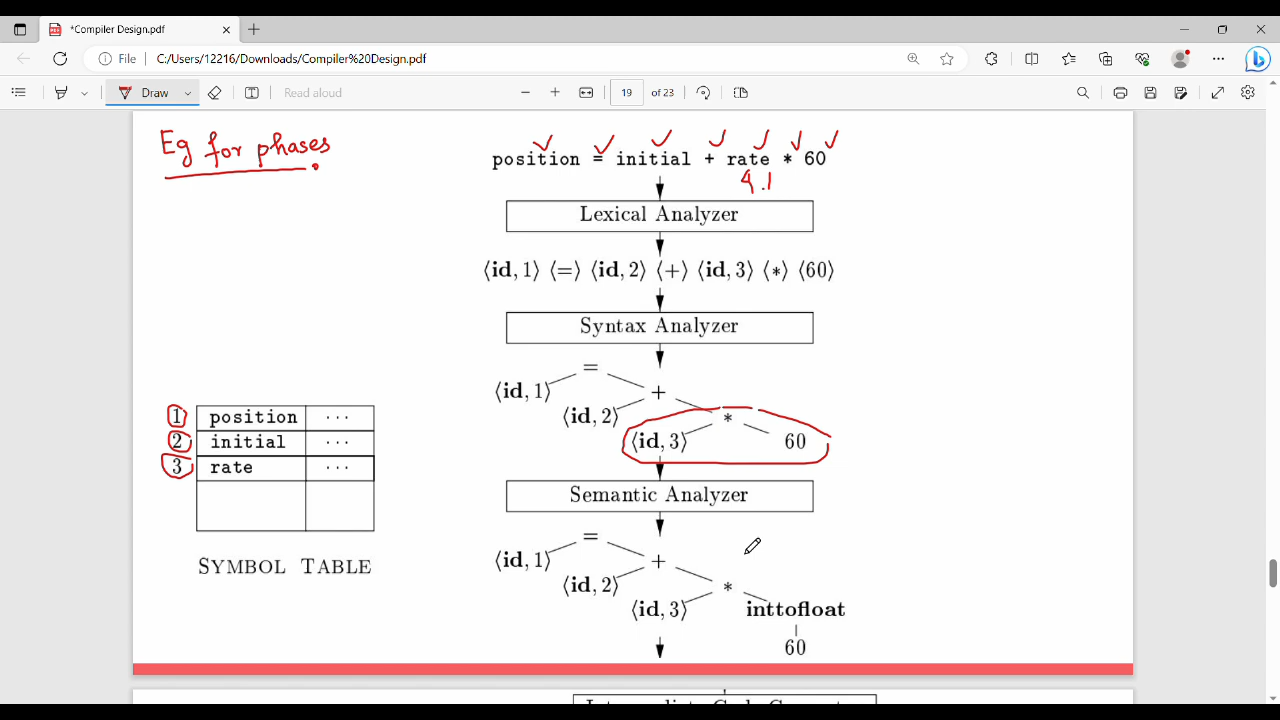 *Compiler Design.pdf
File C:/Users/12216/Downloads/Compiler%20Design.pdf
Draw Read aloud 19 of 23
Eg for phases
position = initial + rate * 60
4.1
Lexical Analyzer
⟨id, 1⟩ ⟨=⟩ ⟨id, 2⟩ ⟨+⟩ ⟨id, 3⟩ ⟨*⟩ ⟨60⟩
Syntax Analyzer
=
⟨id, 1⟩ +
⟨id, 2⟩ *
⟨id, 3⟩ 60
1 position ...
2 initial ...
3 rate ...
SYMBOL TABLE
Semantic Analyzer
=
⟨id, 1⟩ +
⟨id, 2⟩ *
⟨id, 3⟩ inttofloat
60